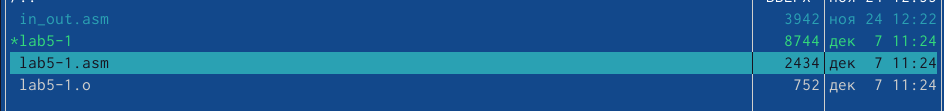 in_out.asm 3942 ноя 24 12:22
*lab5-1 8744 дек 7 11:24
lab5-1.asm 2434 дек 7 11:24
lab5-1.o 752 дек 7 11:24